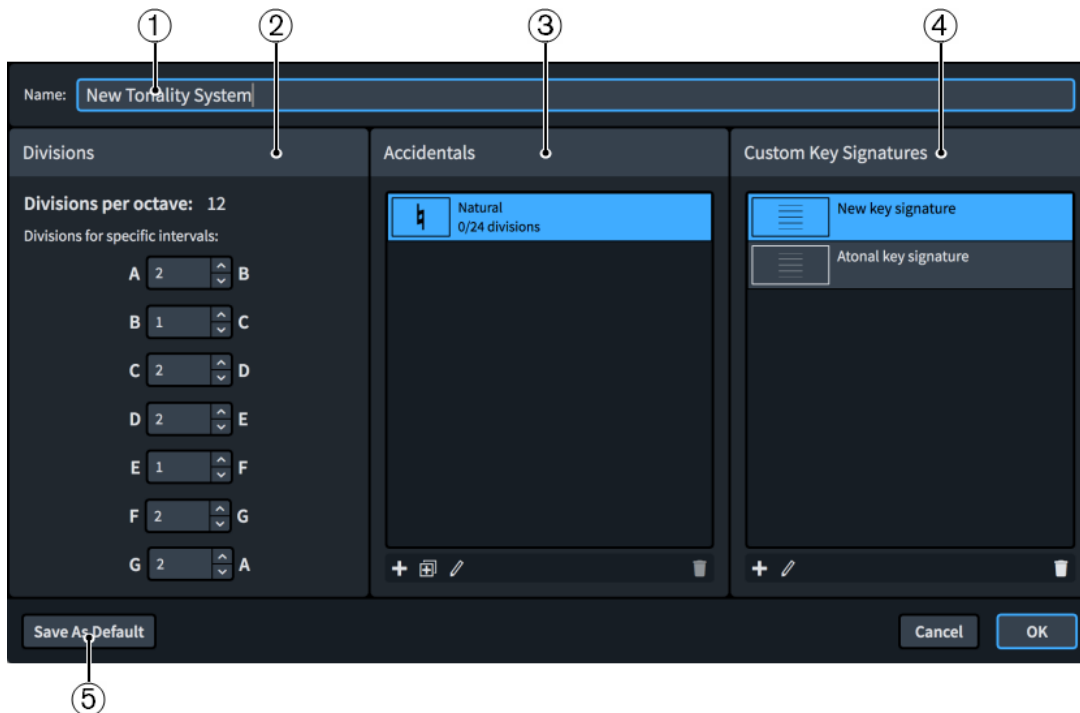 ① ② ③ ④
Name: New Tonality System
Divisions
Accidentals
Custom Key Signatures
Divisions per octave: 12
Divisions for specific intervals:
A 2 B
B 1 C
C 2 D
D 2 E
E 1 F
F 2 G
G 2 A
Natural
0/24 divisions
New key signature
Atonal key signature
Save As Default
Cancel
OK
⑤